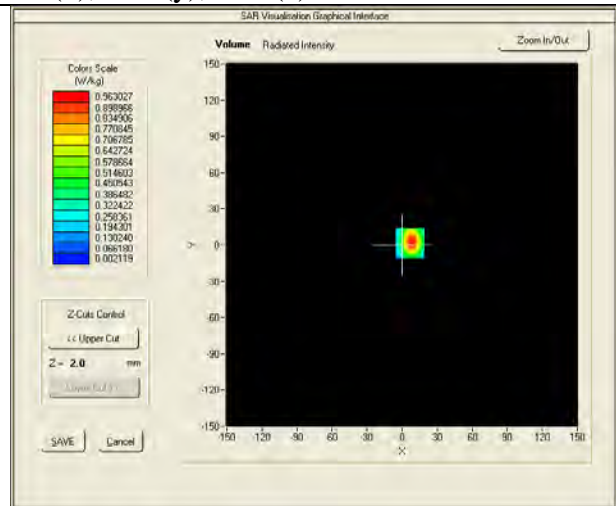 SAR Visualisation Graphical Interface
Volume Radiated Intensity
Zoom In/Out
Colors Scale
(W/kg)
0.963027
0.898966
0.834906
0.770845
0.706785
0.642724
0.578664
0.514603
0.450543
0.386482
0.322422
0.258361
0.194301
0.130240
0.066180
0.002119
150
120
90
60
30
0
-30
-60
-90
-120
-150
Y
-150 -120 -90 -60 -30 0 30 60 90 120 150
X
Z-Cuts Control
<< Upper Cut
Z = 2.0 mm
SAVE Cancel